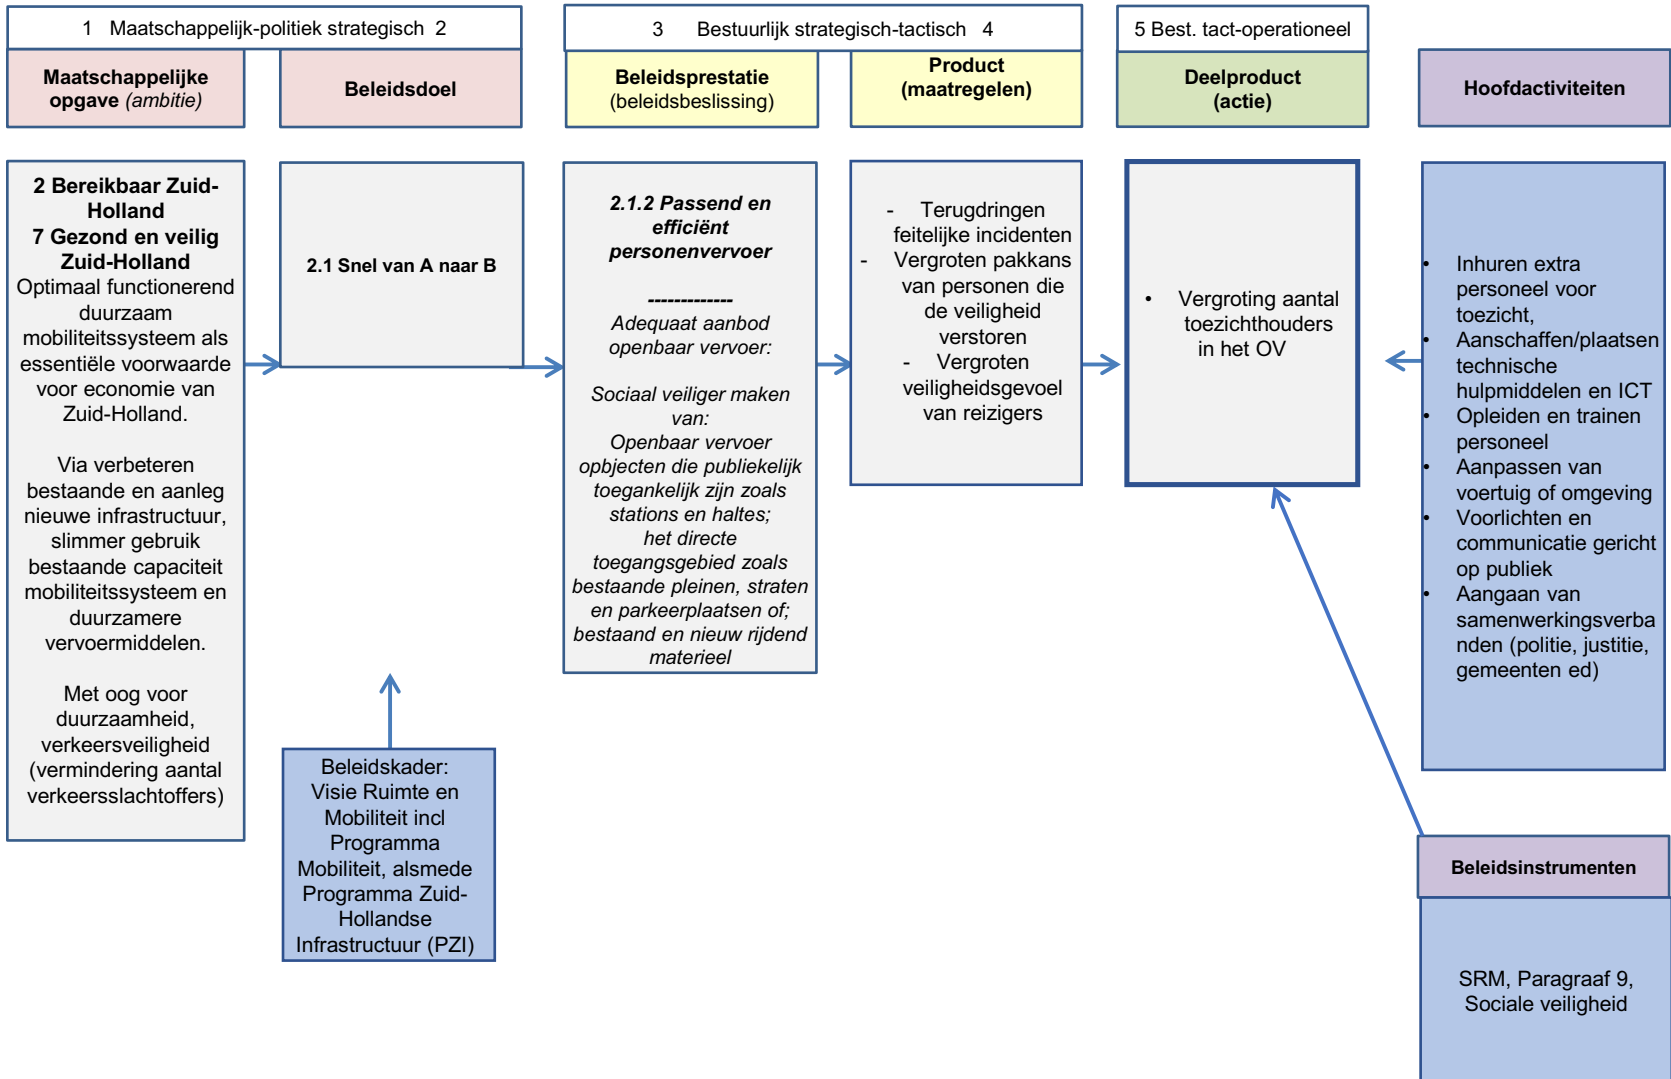 1 Maatschappelijk-politiek strategisch 2
3 Bestuurlijk strategisch-tactisch 4
5 Best. tact-operationeel
Maatschappelijke
opgave (ambitie)
Beleidsdoel
Beleidsprestatie
(beleidsbeslissing)
Product
(maatregelen)
Deelproduct
(actie)
Hoofdactiviteiten
2 Bereikbaar Zuid-
Holland
7 Gezond en veilig
Zuid-Holland
Optimaal functionerend
duurzaam
mobiliteitssysteem als
essentiële voorwaarde
voor economie van
Zuid-Holland.
Via verbeteren
bestaande en aanleg
nieuwe infrastructuur,
slimmer gebruik
bestaande capaciteit
mobiliteitssysteem en
duurzamere
vervoermiddelen.
Met oog voor
duurzaamheid,
verkeersveiligheid
(vermindering aantal
verkeersslachtoffers)
2.1 Snel van A naar B
Beleidskader:
Visie Ruimte en
Mobiliteit incl
Programma
Mobiliteit, alsmede
Programma Zuid-
Hollandse
Infrastructuur (PZI)
2.1.2 Passend en
efficiënt
personenvervoer
-------------
Adequaat aanbod
openbaar vervoer:
Sociaal veiliger maken
van:
Openbaar vervoer
opbjecten die publiekelijk
toegankelijk zijn zoals
stations en haltes;
het directe
toegangsgebied zoals
bestaande pleinen, straten
en parkeerplaatsen of;
bestaand en nieuw rijdend
materieel
- Terugdringen
feitelijke incidenten
- Vergroten pakkans
van personen die
de veiligheid
verstoren
- Vergroten
veiligheidsgevoel
van reizigers
• Vergroting aantal
toezichthouders
in het OV
• Inhuren extra
personeel voor
toezicht,
• Aanschaffen/plaatsen
technische
hulpmiddelen en ICT
• Opleiden en trainen
personeel
• Aanpassen van
voertuig of omgeving
• Voorlichten en
communicatie gericht
op publiek
• Aangaan van
samenwerkingsverba
nden (politie, justitie,
gemeenten ed)
Beleidsinstrumenten
SRM, Paragraaf 9,
Sociale veiligheid